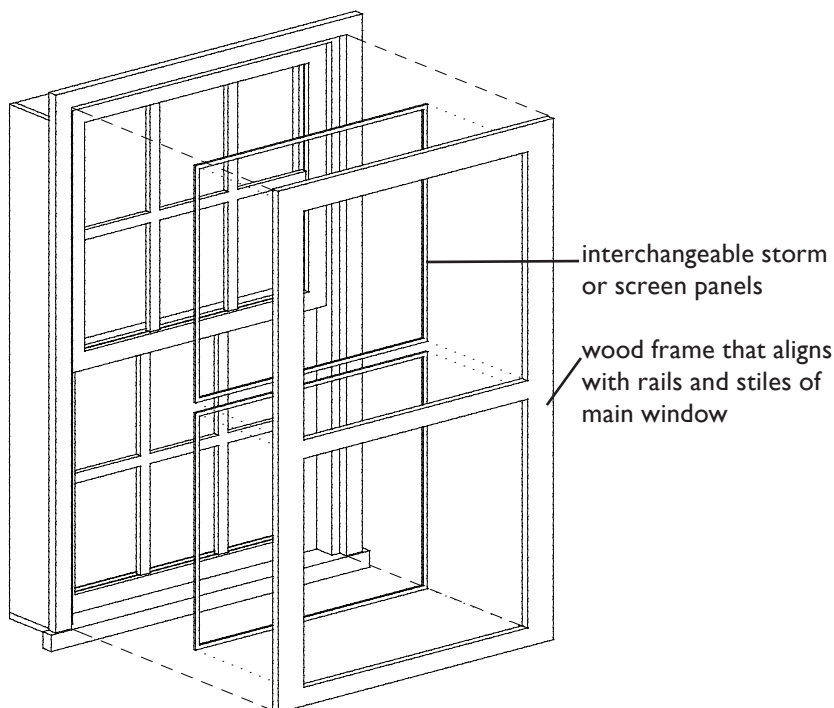 interchangeable storm
or screen panels
wood frame that aligns
with rails and stiles of
main window